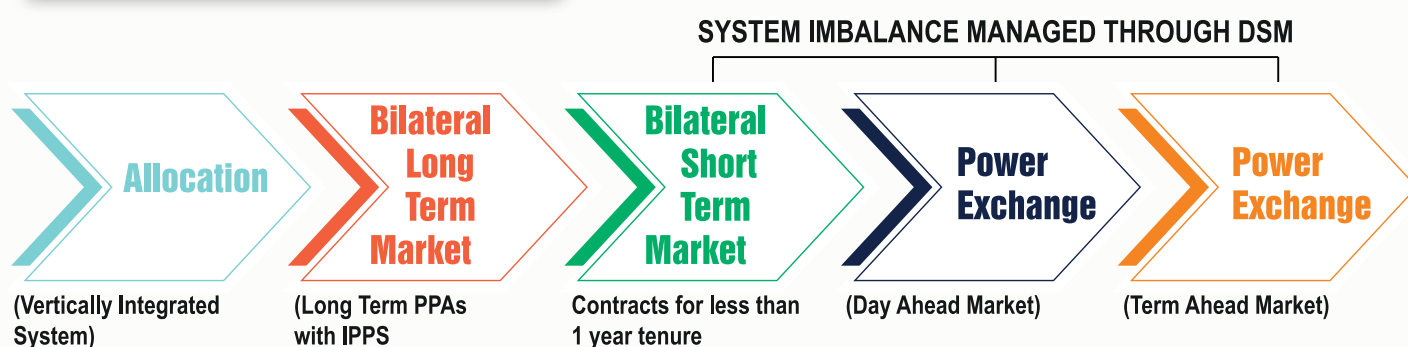 SYSTEM IMBALANCE MANAGED THROUGH DSM
Allocation
(Vertically Integrated
System)
Bilateral
Long
Term
Market
(Long Term PPAs
with IPPS
Bilateral
Short
Term
Market
Contracts for less than
1 year tenure
Power
Exchange
(Day Ahead Market)
Power
Exchange
(Term Ahead Market)